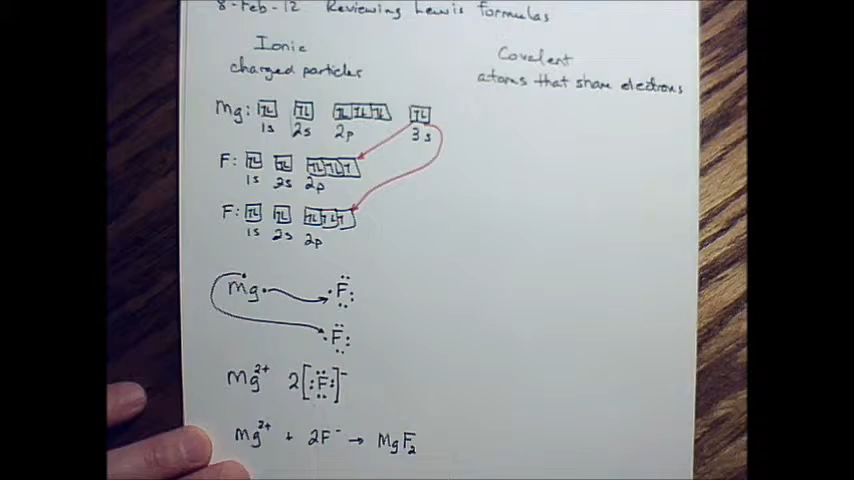 8-Feb-12 Reviewing Lewis formulas
Ionic
charged particles
Covalent
atoms that share electrons
Mg: ↑↓ ↑↓ ↑↓ ↑↓ ↑↓ ↑↓
1s 2s 2p 3s
F: ↑↓ ↑↓ ↑↓ ↑↓ ↑
1s 2s 2p
F: ↑↓ ↑↓ ↑↓ ↑↓ ↑
1s 2s 2p
Mg F
F
Mg²⁺ 2[:F:]⁻
Mg²⁺ + 2F⁻ → MgF₂